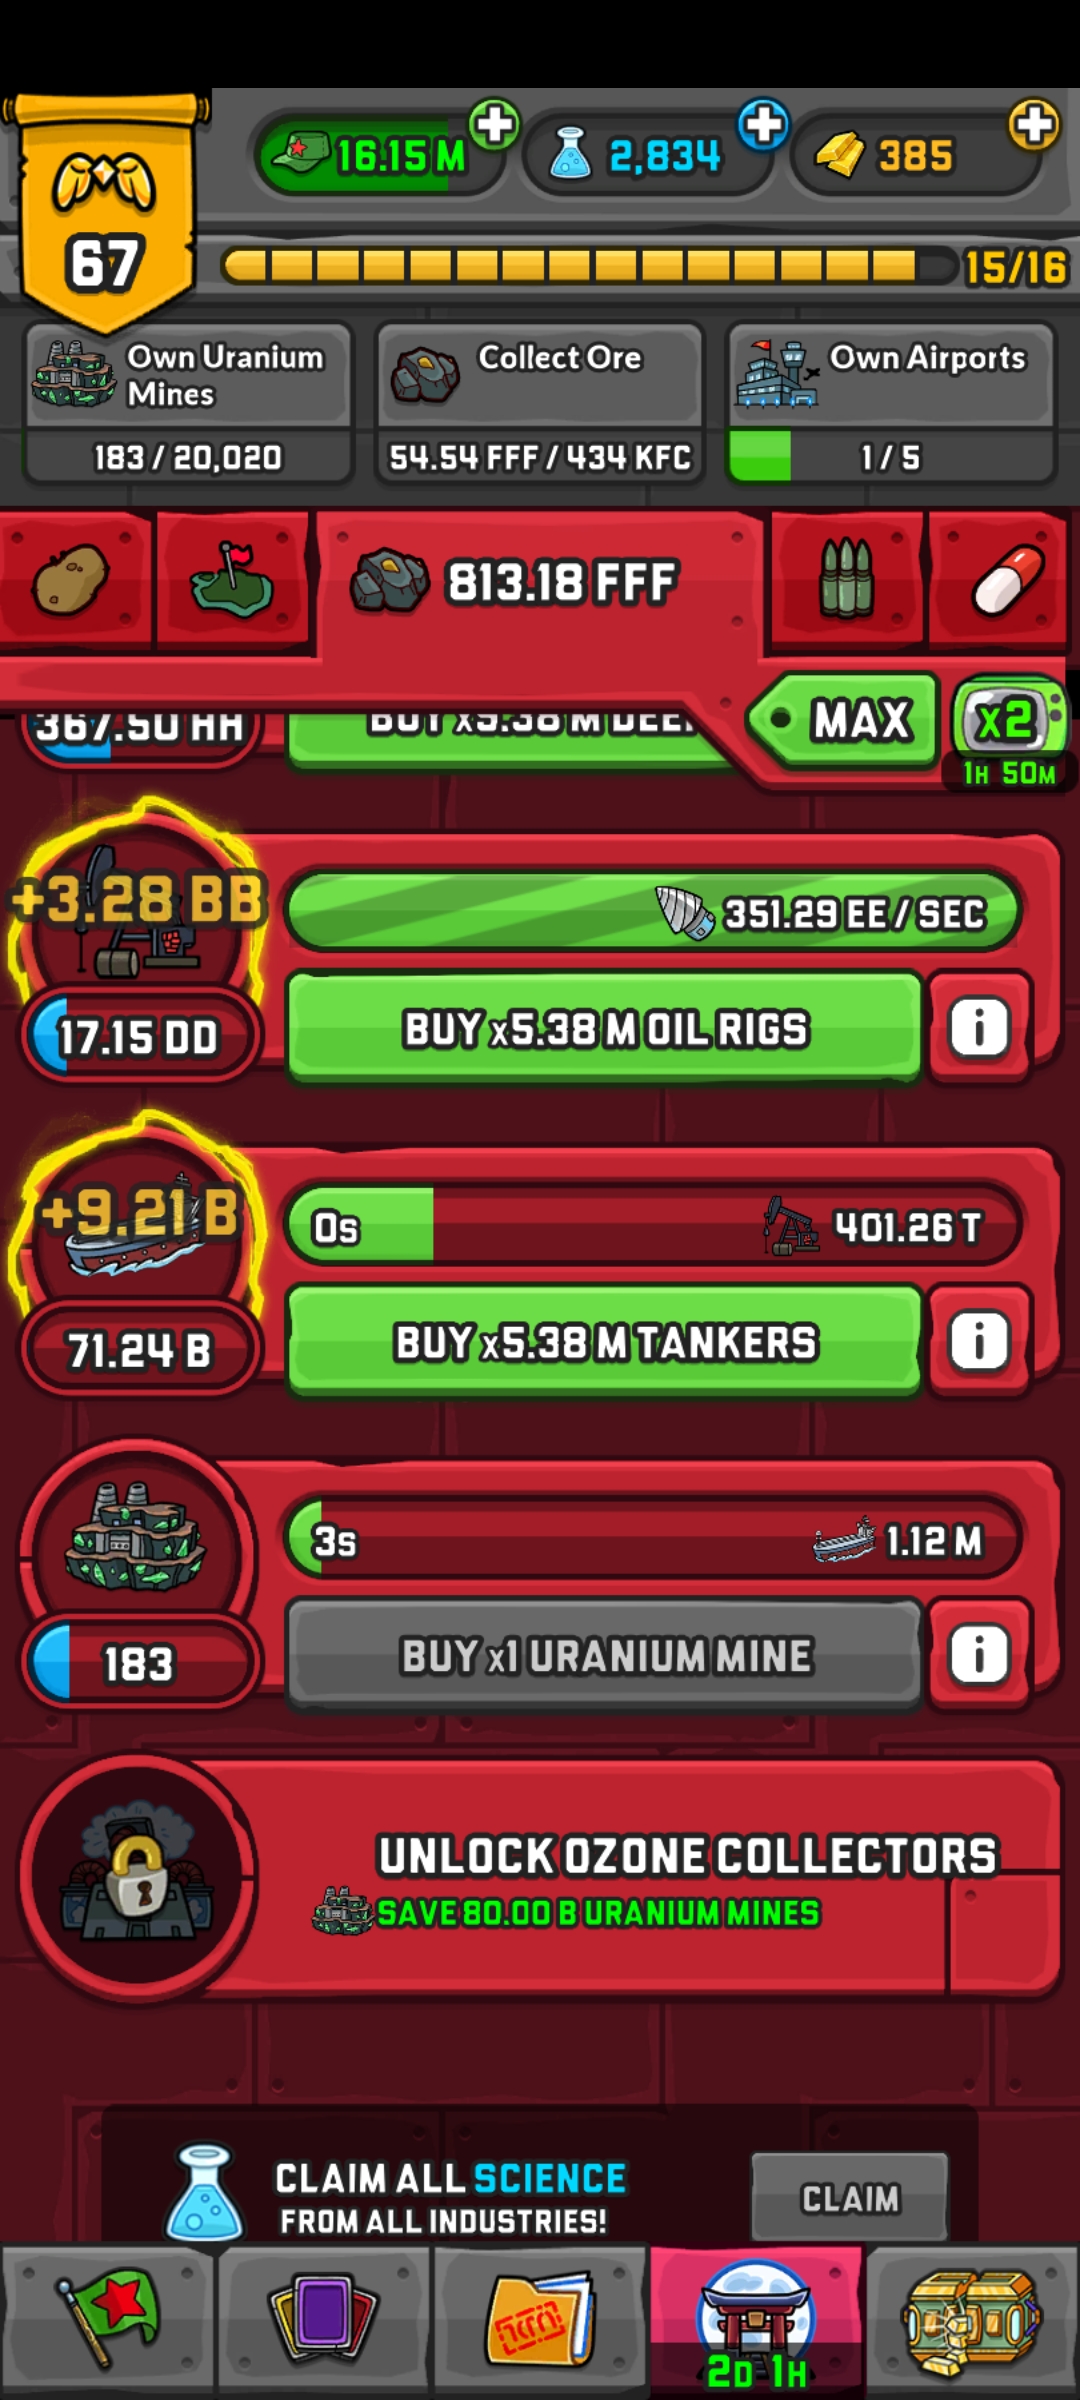 16.15 M
2,834
385
67
15/16
Own Uranium
Mines
183 / 20,020
Collect Ore
54.54 FFF / 434 KFC
Own Airports
1 / 5
813.18 FFF
MAX
x2
1H 50M
367.50 HH
+3.28 BB
351.29 EE / SEC
17.15 DD
BUY x5.38 M OIL RIGS
i
+9.21 B
0s
401.26 T
71.24 B
BUY x5.38 M TANKERS
i
3s
1.12 M
183
BUY x1 URANIUM MINE
i
UNLOCK OZONE COLLECTORS
SAVE 80.00 B URANIUM MINES
CLAIM ALL SCIENCE
FROM ALL INDUSTRIES!
CLAIM
2D 1H